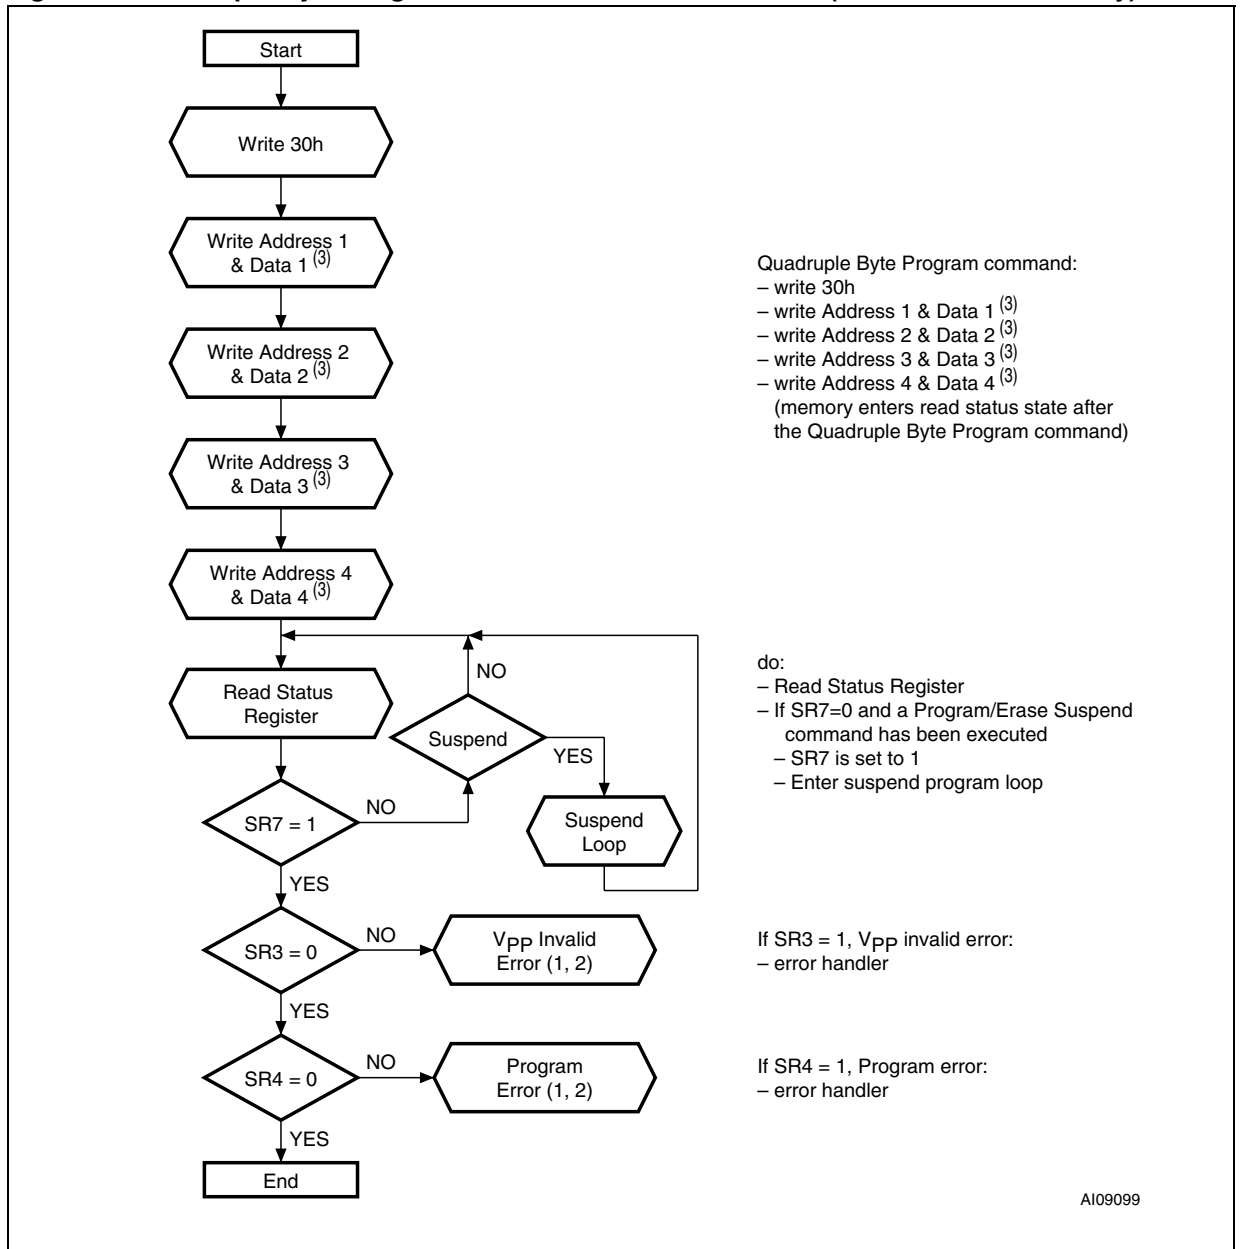 Start
Write 30h
Write Address 1
& Data 1 (3)
Write Address 2
& Data 2 (3)
Write Address 3
& Data 3 (3)
Write Address 4
& Data 4 (3)
Quadruple Byte Program command:
– write 30h
– write Address 1 & Data 1 (3)
– write Address 2 & Data 2 (3)
– write Address 3 & Data 3 (3)
– write Address 4 & Data 4 (3)
(memory enters read status state after
the Quadruple Byte Program command)
Read Status
Register
NO
Suspend
YES
SR7 = 1
NO
Suspend
Loop
YES
do:
– Read Status Register
– If SR7=0 and a Program/Erase Suspend
command has been executed
– SR7 is set to 1
– Enter suspend program loop
SR3 = 0
NO
VPP Invalid
Error (1, 2)
If SR3 = 1, VPP invalid error:
– error handler
YES
SR4 = 0
NO
Program
Error (1, 2)
If SR4 = 1, Program error:
– error handler
YES
End
AI09099